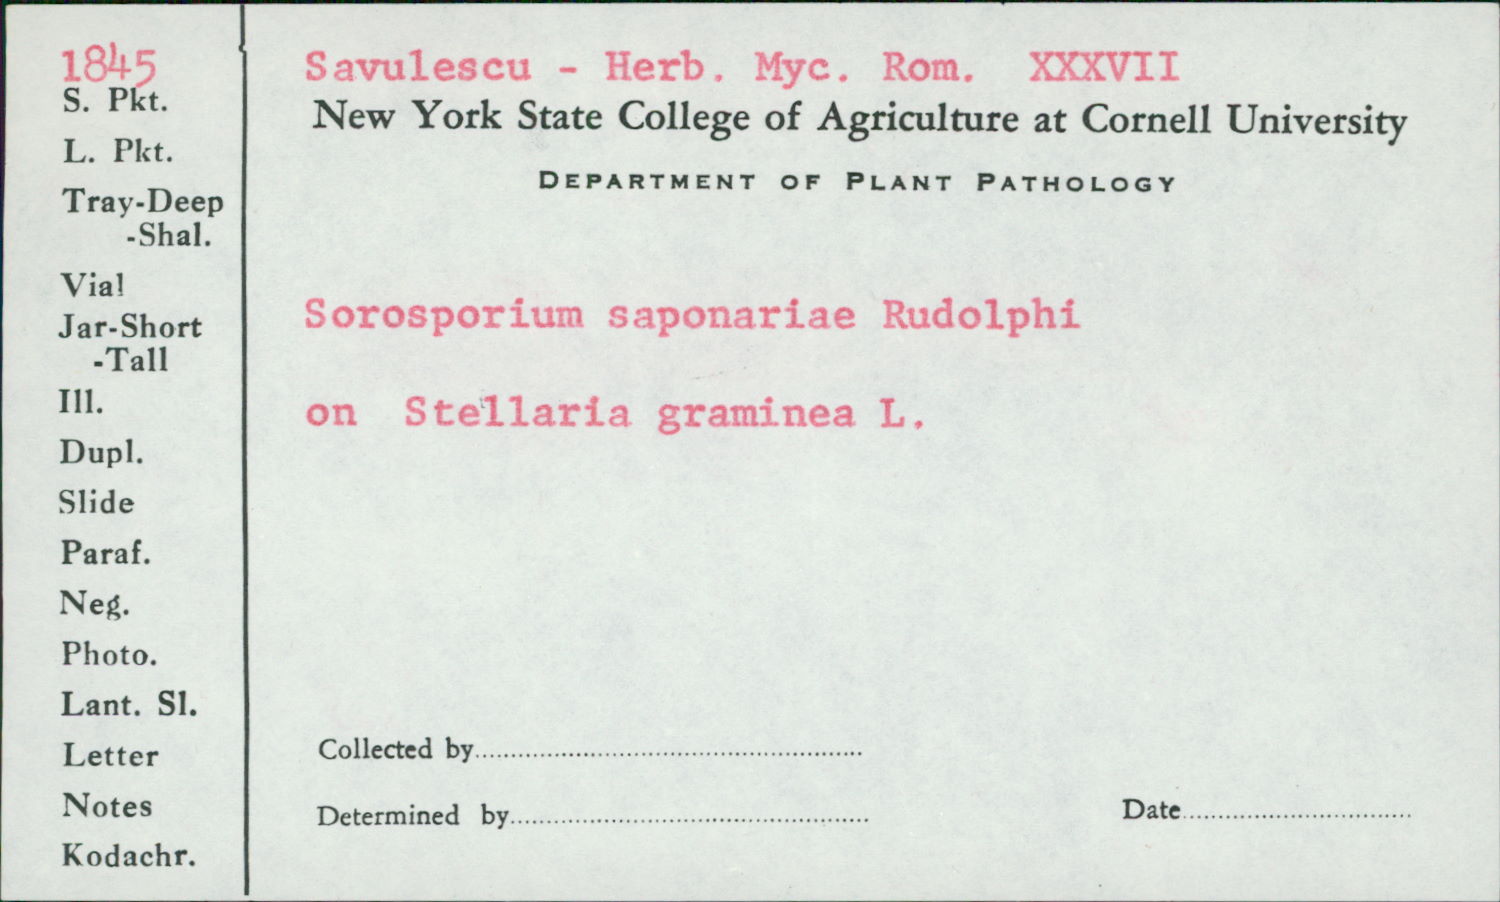 1845
S. Pkt.
L. Pkt.
Tray-Deep
-Shal.
Vial
Jar-Short
-Tall
Ill.
Dupl.
Slide
Paraf.
Neg.
Photo.
Lant. Sl.
Letter
Notes
Kodachr.
Savulescu - Herb. Myc. Rom. XXXVII
New York State College of Agriculture at Cornell University
DEPARTMENT OF PLANT PATHOLOGY
Sorosporium saponariae Rudolphi
on Stellaria graminea L.
Collected by
Determined by
Date